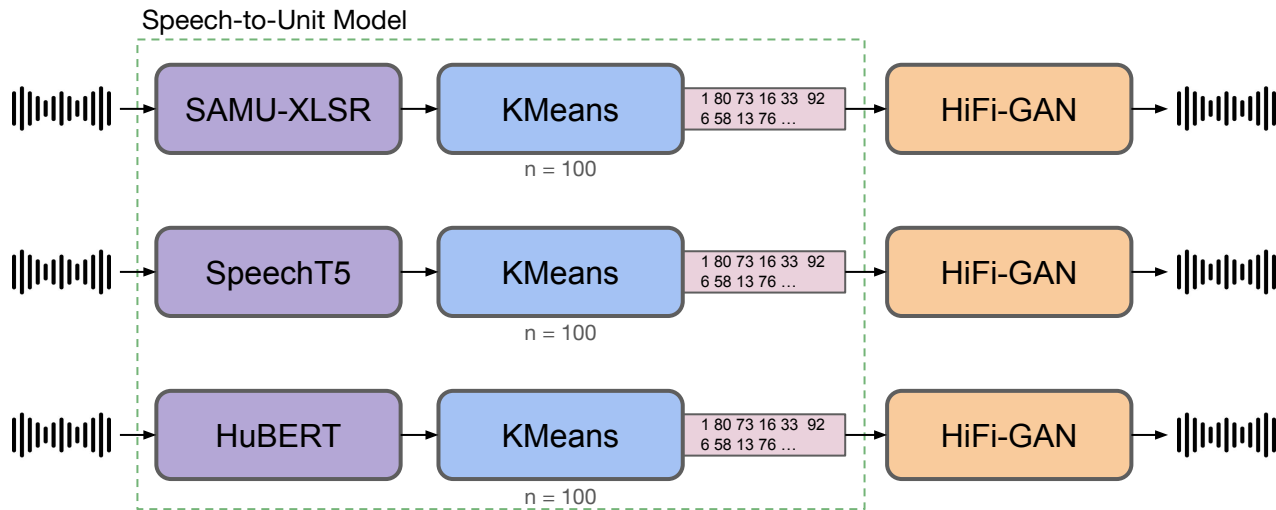 Speech-to-Unit Model
SAMU-XLSR
KMeans
1 80 73 16 33 92
6 58 13 76 ...
HiFi-GAN
n = 100
SpeechT5
KMeans
1 80 73 16 33 92
6 58 13 76 ...
HiFi-GAN
n = 100
HuBERT
KMeans
1 80 73 16 33 92
6 58 13 76 ...
HiFi-GAN
n = 100